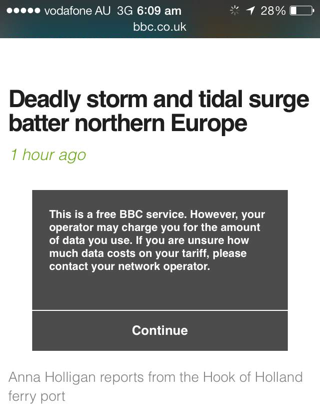 vodafone AU 3G 6:09 am 28%
bbc.co.uk
Deadly storm and tidal surge
batter northern Europe
1 hour ago
This is a free BBC service. However, your
operator may charge you for the amount
of data you use. If you are unsure how
much data costs on your tariff, please
contact your network operator.
Continue
Anna Holligan reports from the Hook of Holland
ferry port